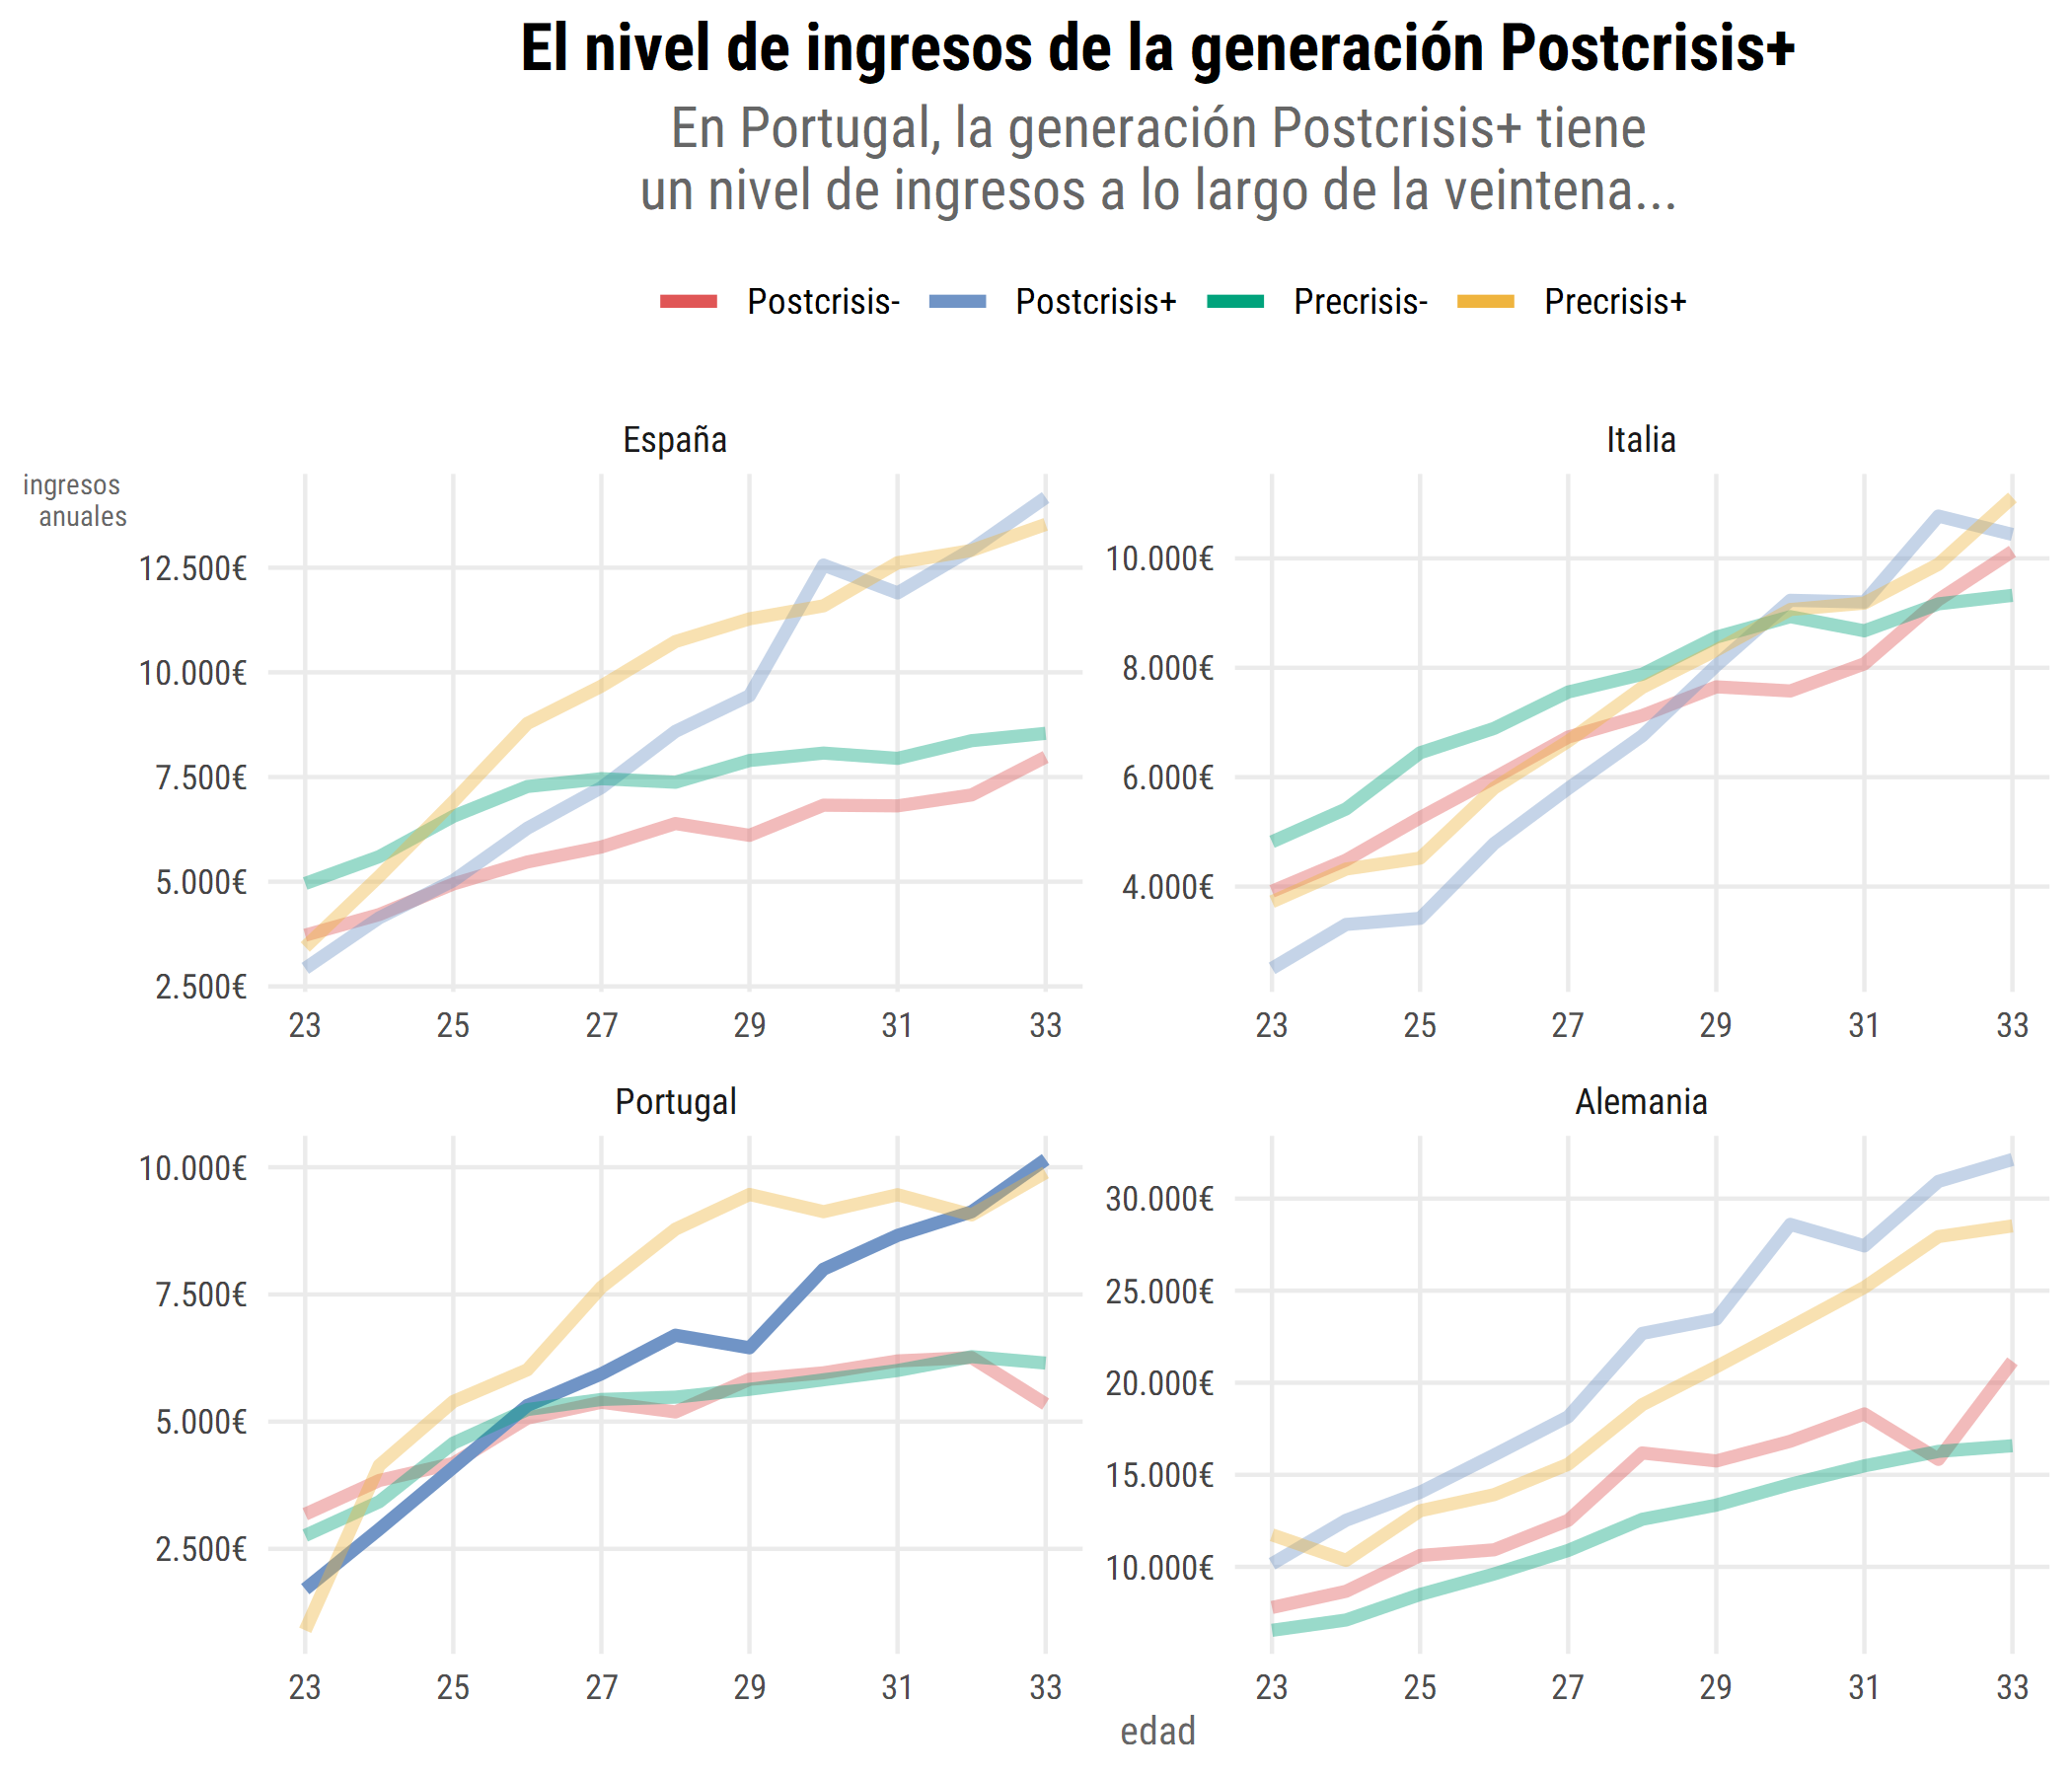 El nivel de ingresos de la generación Postcrisis+
En Portugal, la generación Postcrisis+ tiene
un nivel de ingresos a lo largo de la veintena...
Postcrisis- Postcrisis+ Precrisis- Precrisis+
España
ingresos
anuales
12.500€
10.000€
7.500€
5.000€
2.500€
23 25 27 29 31 33
Italia
10.000€
8.000€
6.000€
4.000€
23 25 27 29 31 33
Portugal
10.000€
7.500€
5.000€
2.500€
23 25 27 29 31 33
Alemania
30.000€
25.000€
20.000€
15.000€
10.000€
23 25 27 29 31 33
edad